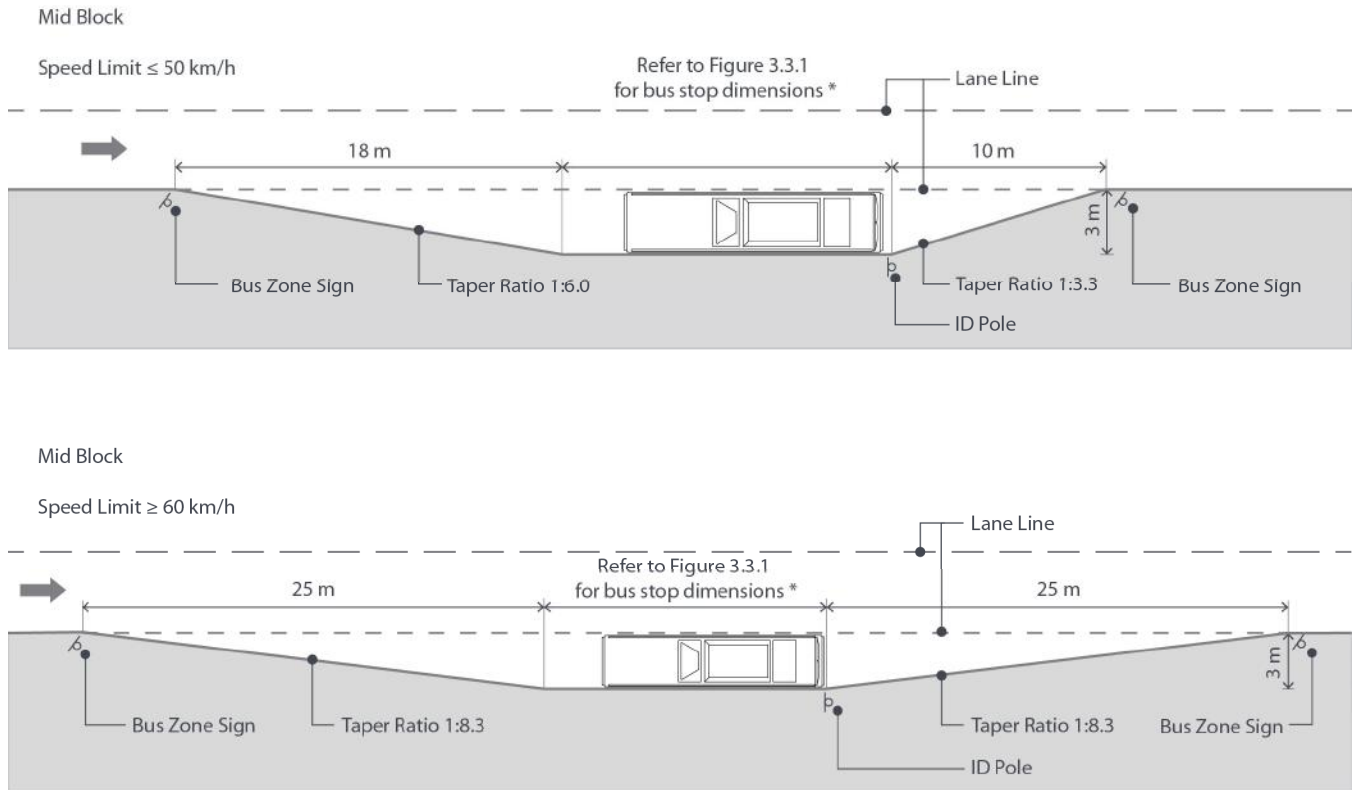 Mid Block
Speed Limit ≤ 50 km/h
Refer to Figure 3.3.1
for bus stop dimensions *
Lane Line
18 m
10 m
3 m
Bus Zone Sign
Taper Ratio 1:6.0
Taper Ratio 1:3.3
Bus Zone Sign
ID Pole
Mid Block
Speed Limit ≥ 60 km/h
Lane Line
Refer to Figure 3.3.1
for bus stop dimensions *
25 m
25 m
3 m
Bus Zone Sign
Taper Ratio 1:8.3
Taper Ratio 1:8.3
Bus Zone Sign
ID Pole